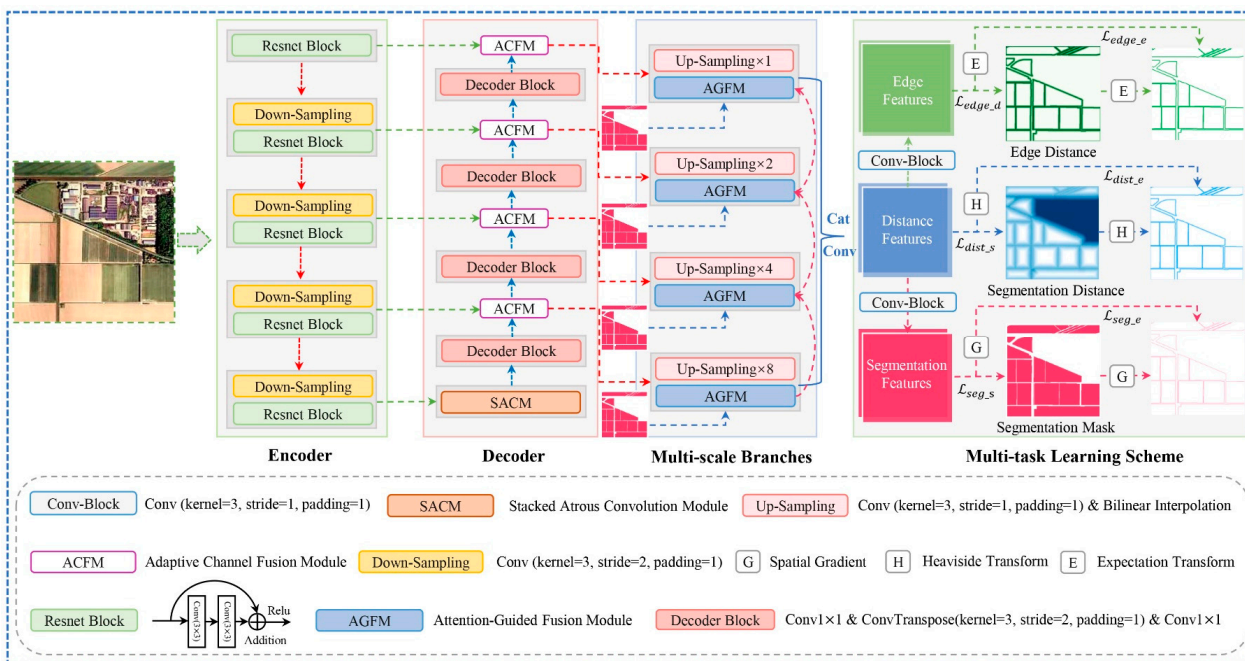 Resnet Block
Down-Sampling
Resnet Block
Down-Sampling
Resnet Block
Down-Sampling
Resnet Block
Down-Sampling
Resnet Block
Encoder
ACFM
Decoder Block
ACFM
Decoder Block
ACFM
Decoder Block
ACFM
Decoder Block
SACM
Decoder
Up-Sampling×1
AGFM
Up-Sampling×2
AGFM
Up-Sampling×4
AGFM
Up-Sampling×8
AGFM
Multi-scale Branches
Cat
Conv
Edge
Features
Conv-Block
Distance
Features
Conv-Block
Segmentation
Features
E
ℒedge_e
ℒedge_d
E
Edge Distance
H
ℒdist_e
ℒdist_s
H
Segmentation Distance
G
ℒseg_e
ℒseg_s
G
Segmentation Mask
Multi-task Learning Scheme
Conv-Block Conv (kernel=3, stride=1, padding=1) SACM Stacked Atrous Convolution Module Up-Sampling Conv (kernel=3, stride=1, padding=1) & Bilinear Interpolation
ACFM Adaptive Channel Fusion Module Down-Sampling Conv (kernel=3, stride=2, padding=1) G Spatial Gradient H Heaviside Transform E Expectation Transform
Resnet Block Conv(3×3) Conv(3×3) Relu Addition AGFM Attention-Guided Fusion Module Decoder Block Conv1×1 & ConvTranspose(kernel=3, stride=2, padding=1) & Conv1×1